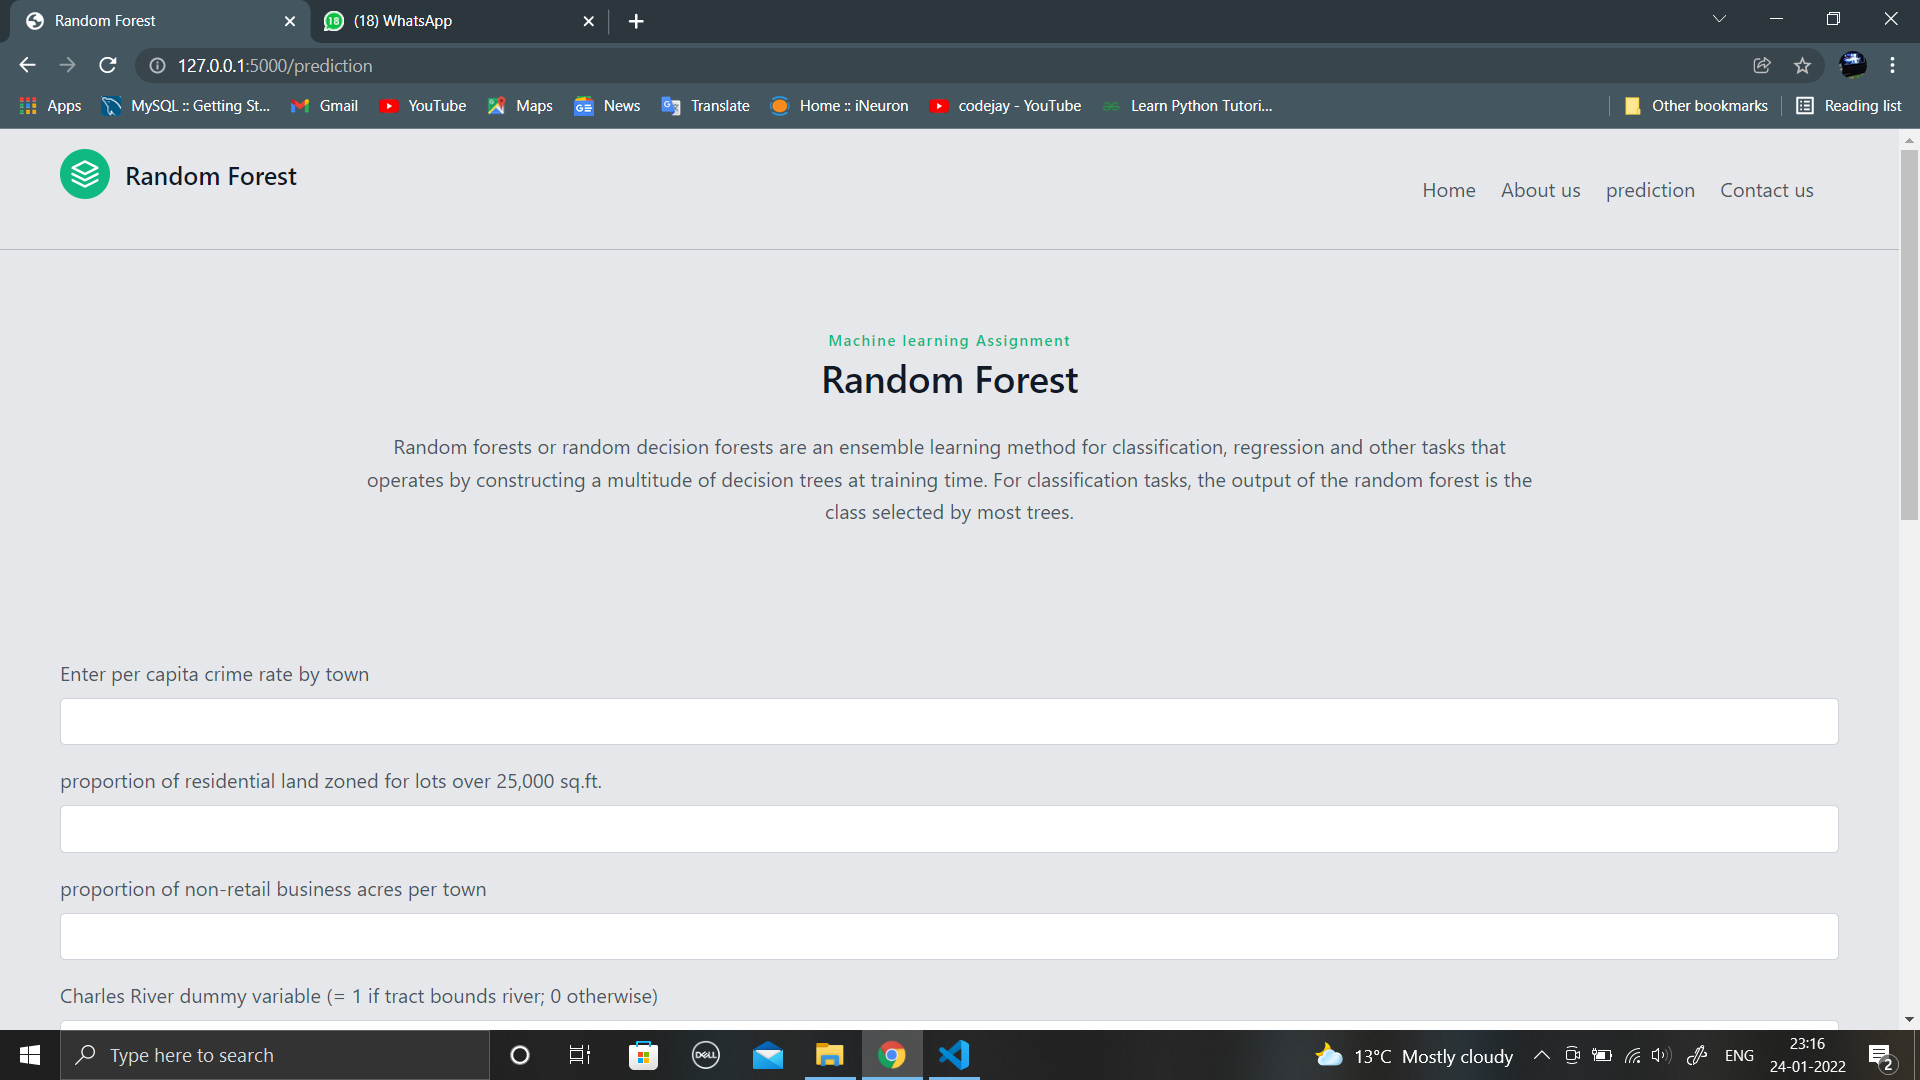 Random Forest
(18) WhatsApp
127.0.0.1:5000/prediction
Apps
MySQL :: Getting St...
Gmail
YouTube
Maps
News
Translate
Home :: iNeuron
codejay - YouTube
Learn Python Tutori...
Other bookmarks
Reading list
Random Forest
Home
About us
prediction
Contact us
Machine learning Assignment
Random Forest
Random forests or random decision forests are an ensemble learning method for classification, regression and other tasks that
operates by constructing a multitude of decision trees at training time. For classification tasks, the output of the random forest is the
class selected by most trees.
Enter per capita crime rate by town
proportion of residential land zoned for lots over 25,000 sq.ft.
proportion of non-retail business acres per town
Charles River dummy variable (= 1 if tract bounds river; 0 otherwise)
Type here to search
DELL
13°C Mostly cloudy
ENG
23:16
24-01-2022
2